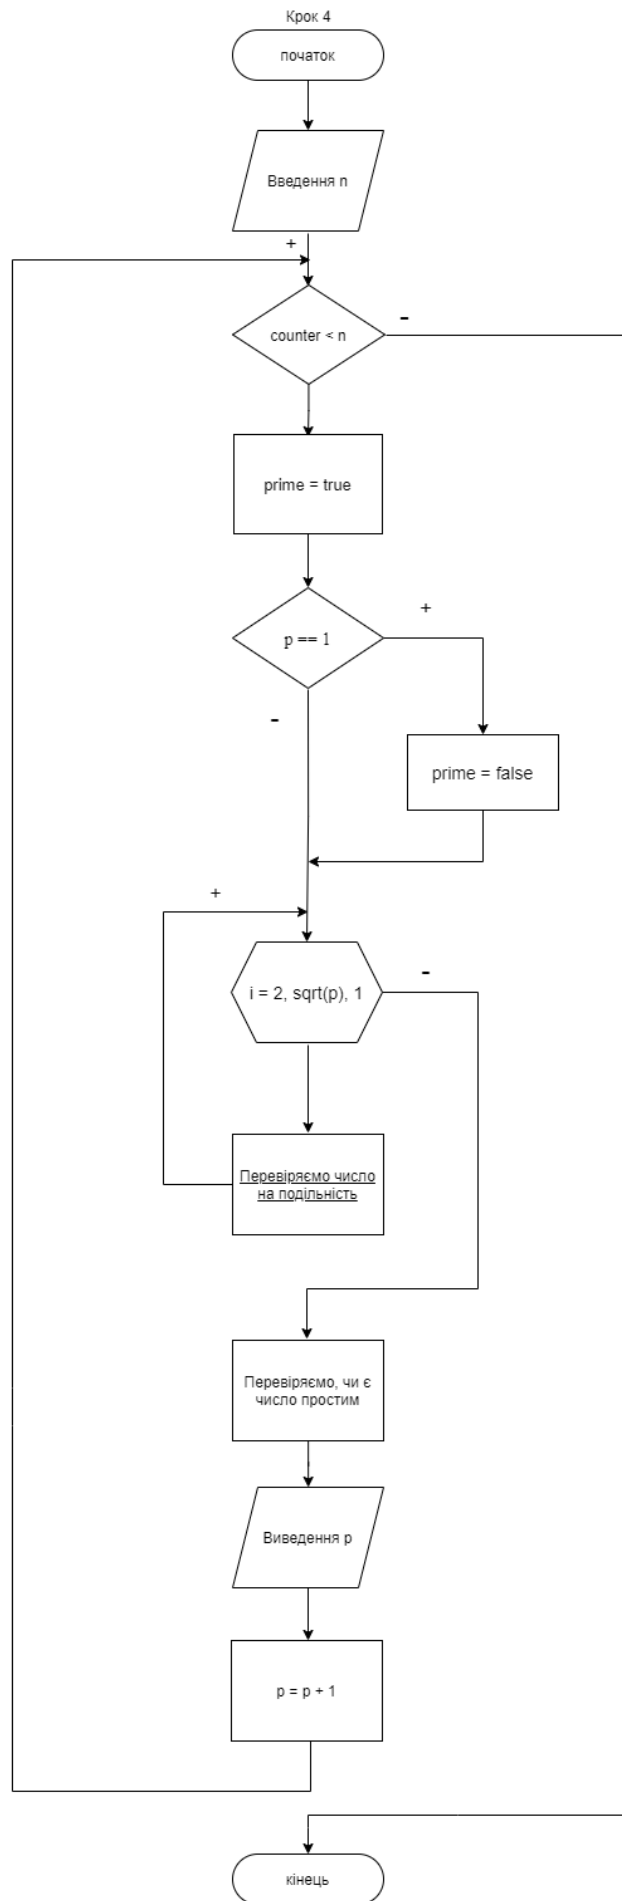 Крок 4
початок
Введення n
+
counter < n
-
prime = true
p == 1
+
-
prime = false
+
i = 2, sqrt(p), 1
-
Перевіряємо число
на подільність
Перевіряємо, чи є
число простим
Виведення p
p = p + 1
кінець